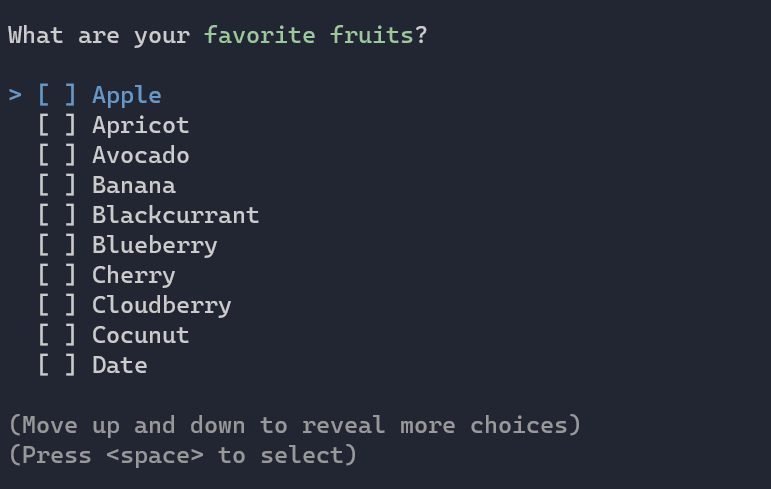 What are your favorite fruits?
> [ ] Apple
[ ] Apricot
[ ] Avocado
[ ] Banana
[ ] Blackcurrant
[ ] Blueberry
[ ] Cherry
[ ] Cloudberry
[ ] Cocunut
[ ] Date
(Move up and down to reveal more choices)
(Press <space> to select)